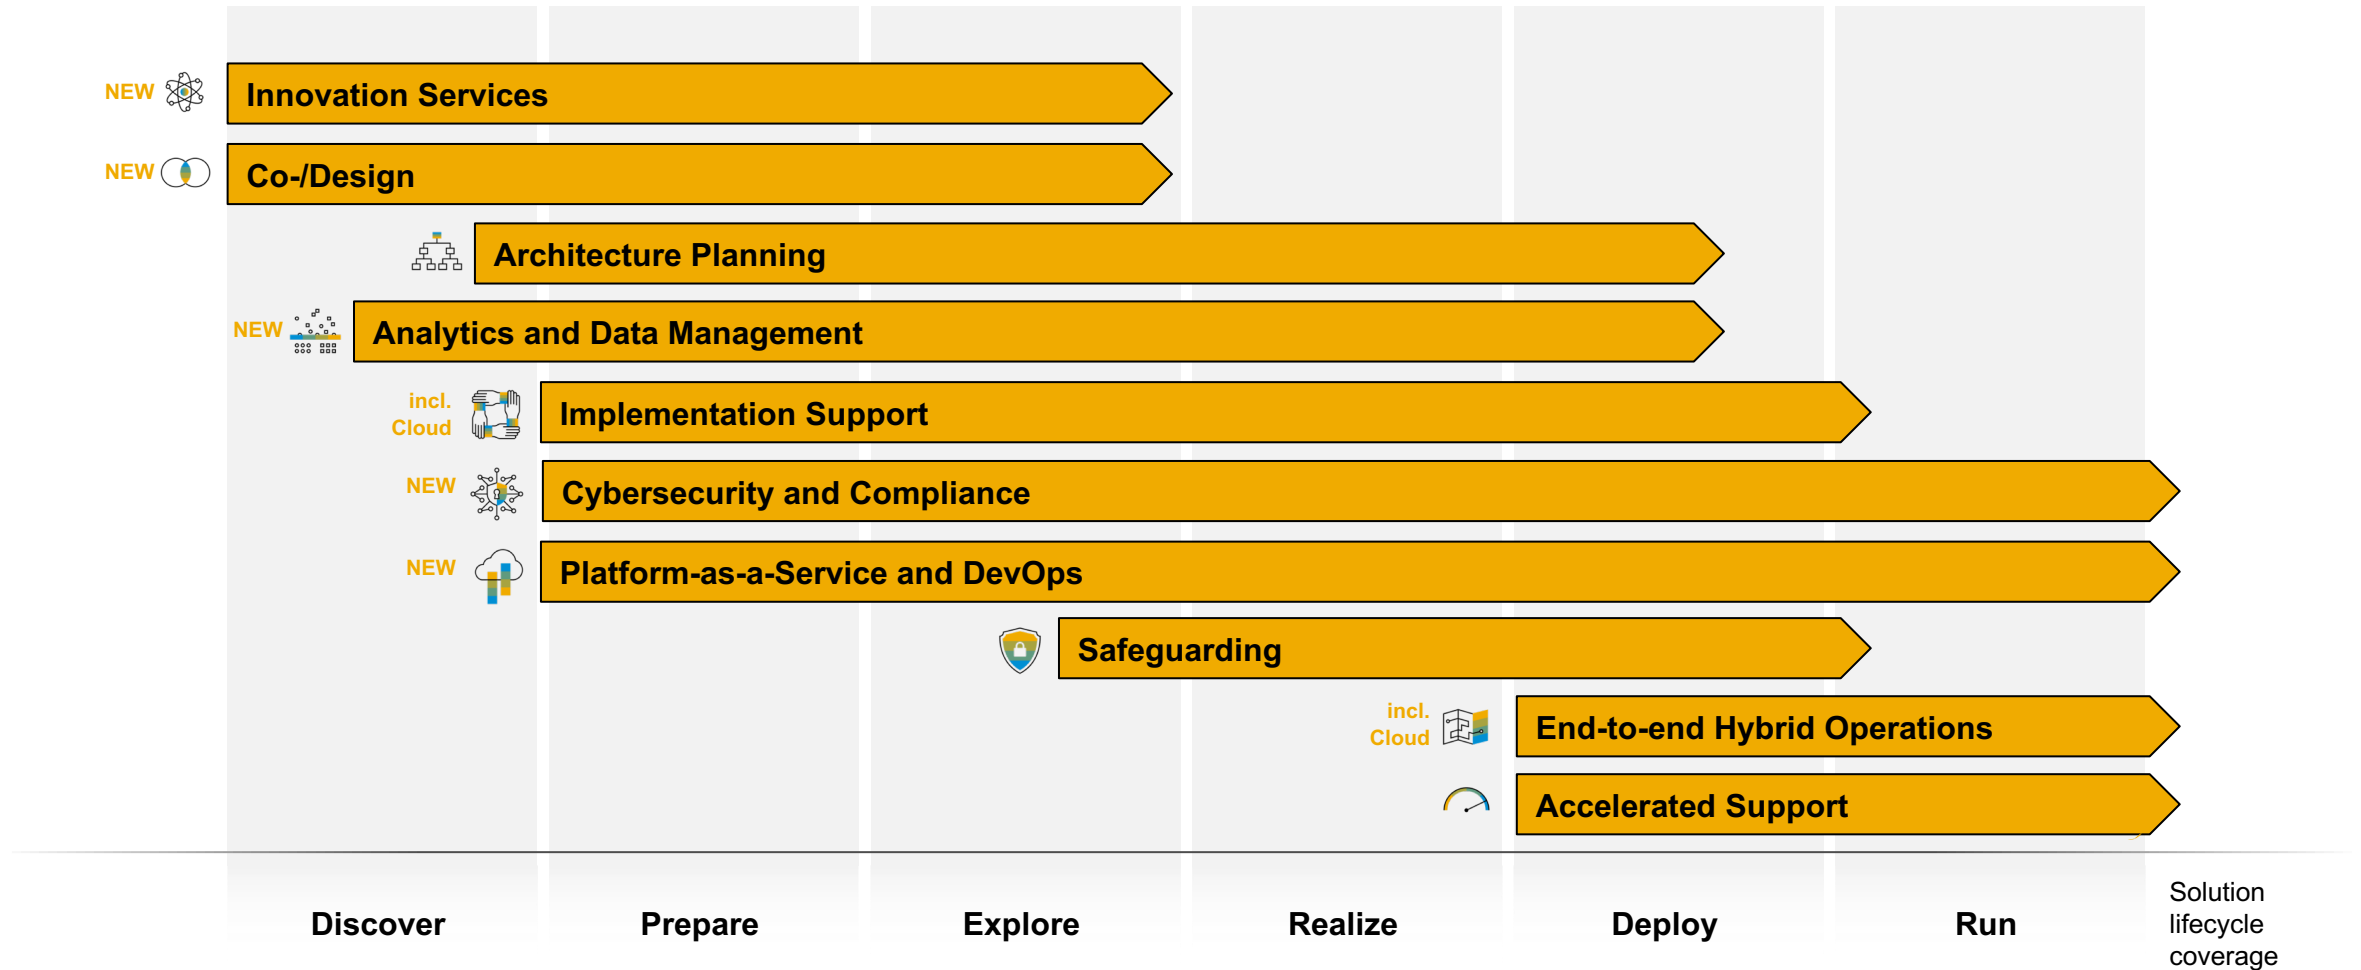 NEW Innovation Services
NEW Co-/Design
Architecture Planning
NEW Analytics and Data Management
incl.
Cloud
Implementation Support
NEW Cybersecurity and Compliance
NEW Platform-as-a-Service and DevOps
Safeguarding
incl.
Cloud
End-to-end Hybrid Operations
Accelerated Support
Discover Prepare Explore Realize Deploy Run
Solution
lifecycle
coverage